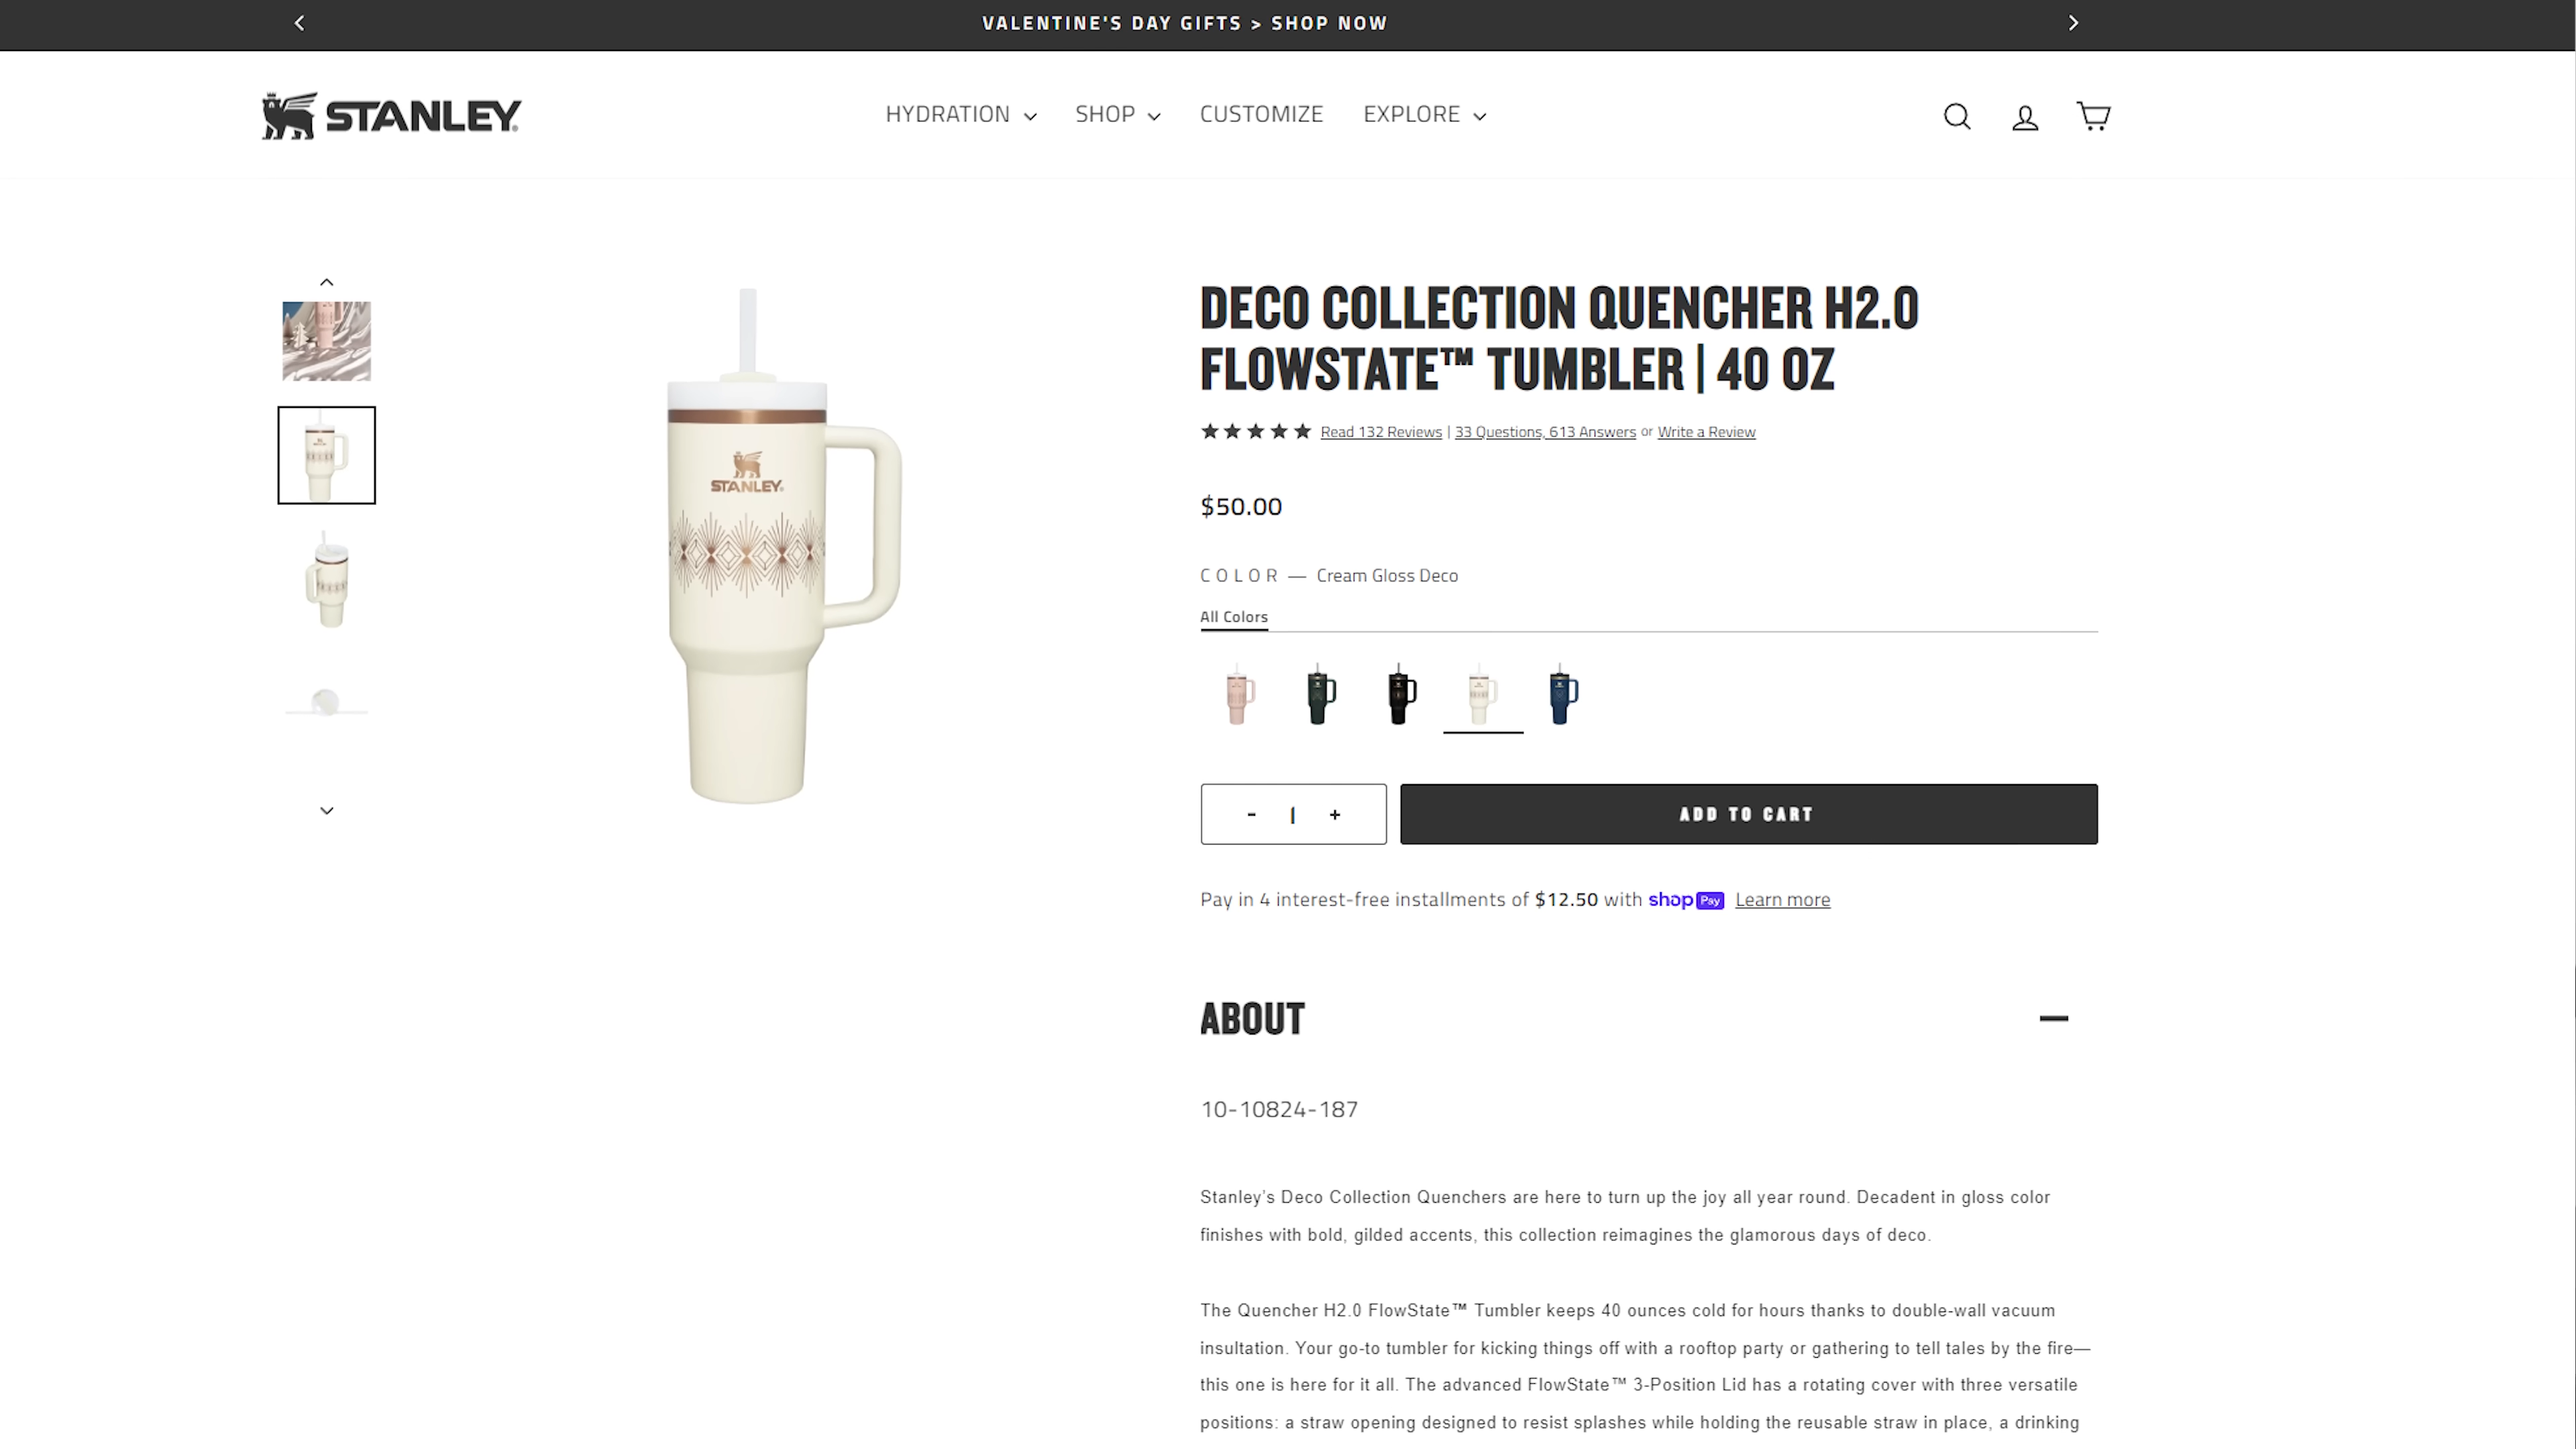 VALENTINE'S DAY GIFTS > SHOP NOW
STANLEY
HYDRATION SHOP CUSTOMIZE EXPLORE
STANLEY
DECO COLLECTION QUENCHER H2.0
FLOWSTATE™ TUMBLER | 40 OZ
Read 132 Reviews | 33 Questions, 613 Answers or Write a Review
$50.00
COLOR — Cream Gloss Deco
All Colors
- 1 +
ADD TO CART
Pay in 4 interest-free installments of $12.50 with shop Pay Learn more
ABOUT
10-10824-187
Stanley's Deco Collection Quenchers are here to turn up the joy all year round. Decadent in gloss color
finishes with bold, gilded accents, this collection reimagines the glamorous days of deco.
The Quencher H2.0 FlowState™ Tumbler keeps 40 ounces cold for hours thanks to double-wall vacuum
insultation. Your go-to tumbler for kicking things off with a rooftop party or gathering to tell tales by the fire—
this one is here for it all. The advanced FlowState™ 3-Position Lid has a rotating cover with three versatile
positions: a straw opening designed to resist splashes while holding the reusable straw in place, a drinking